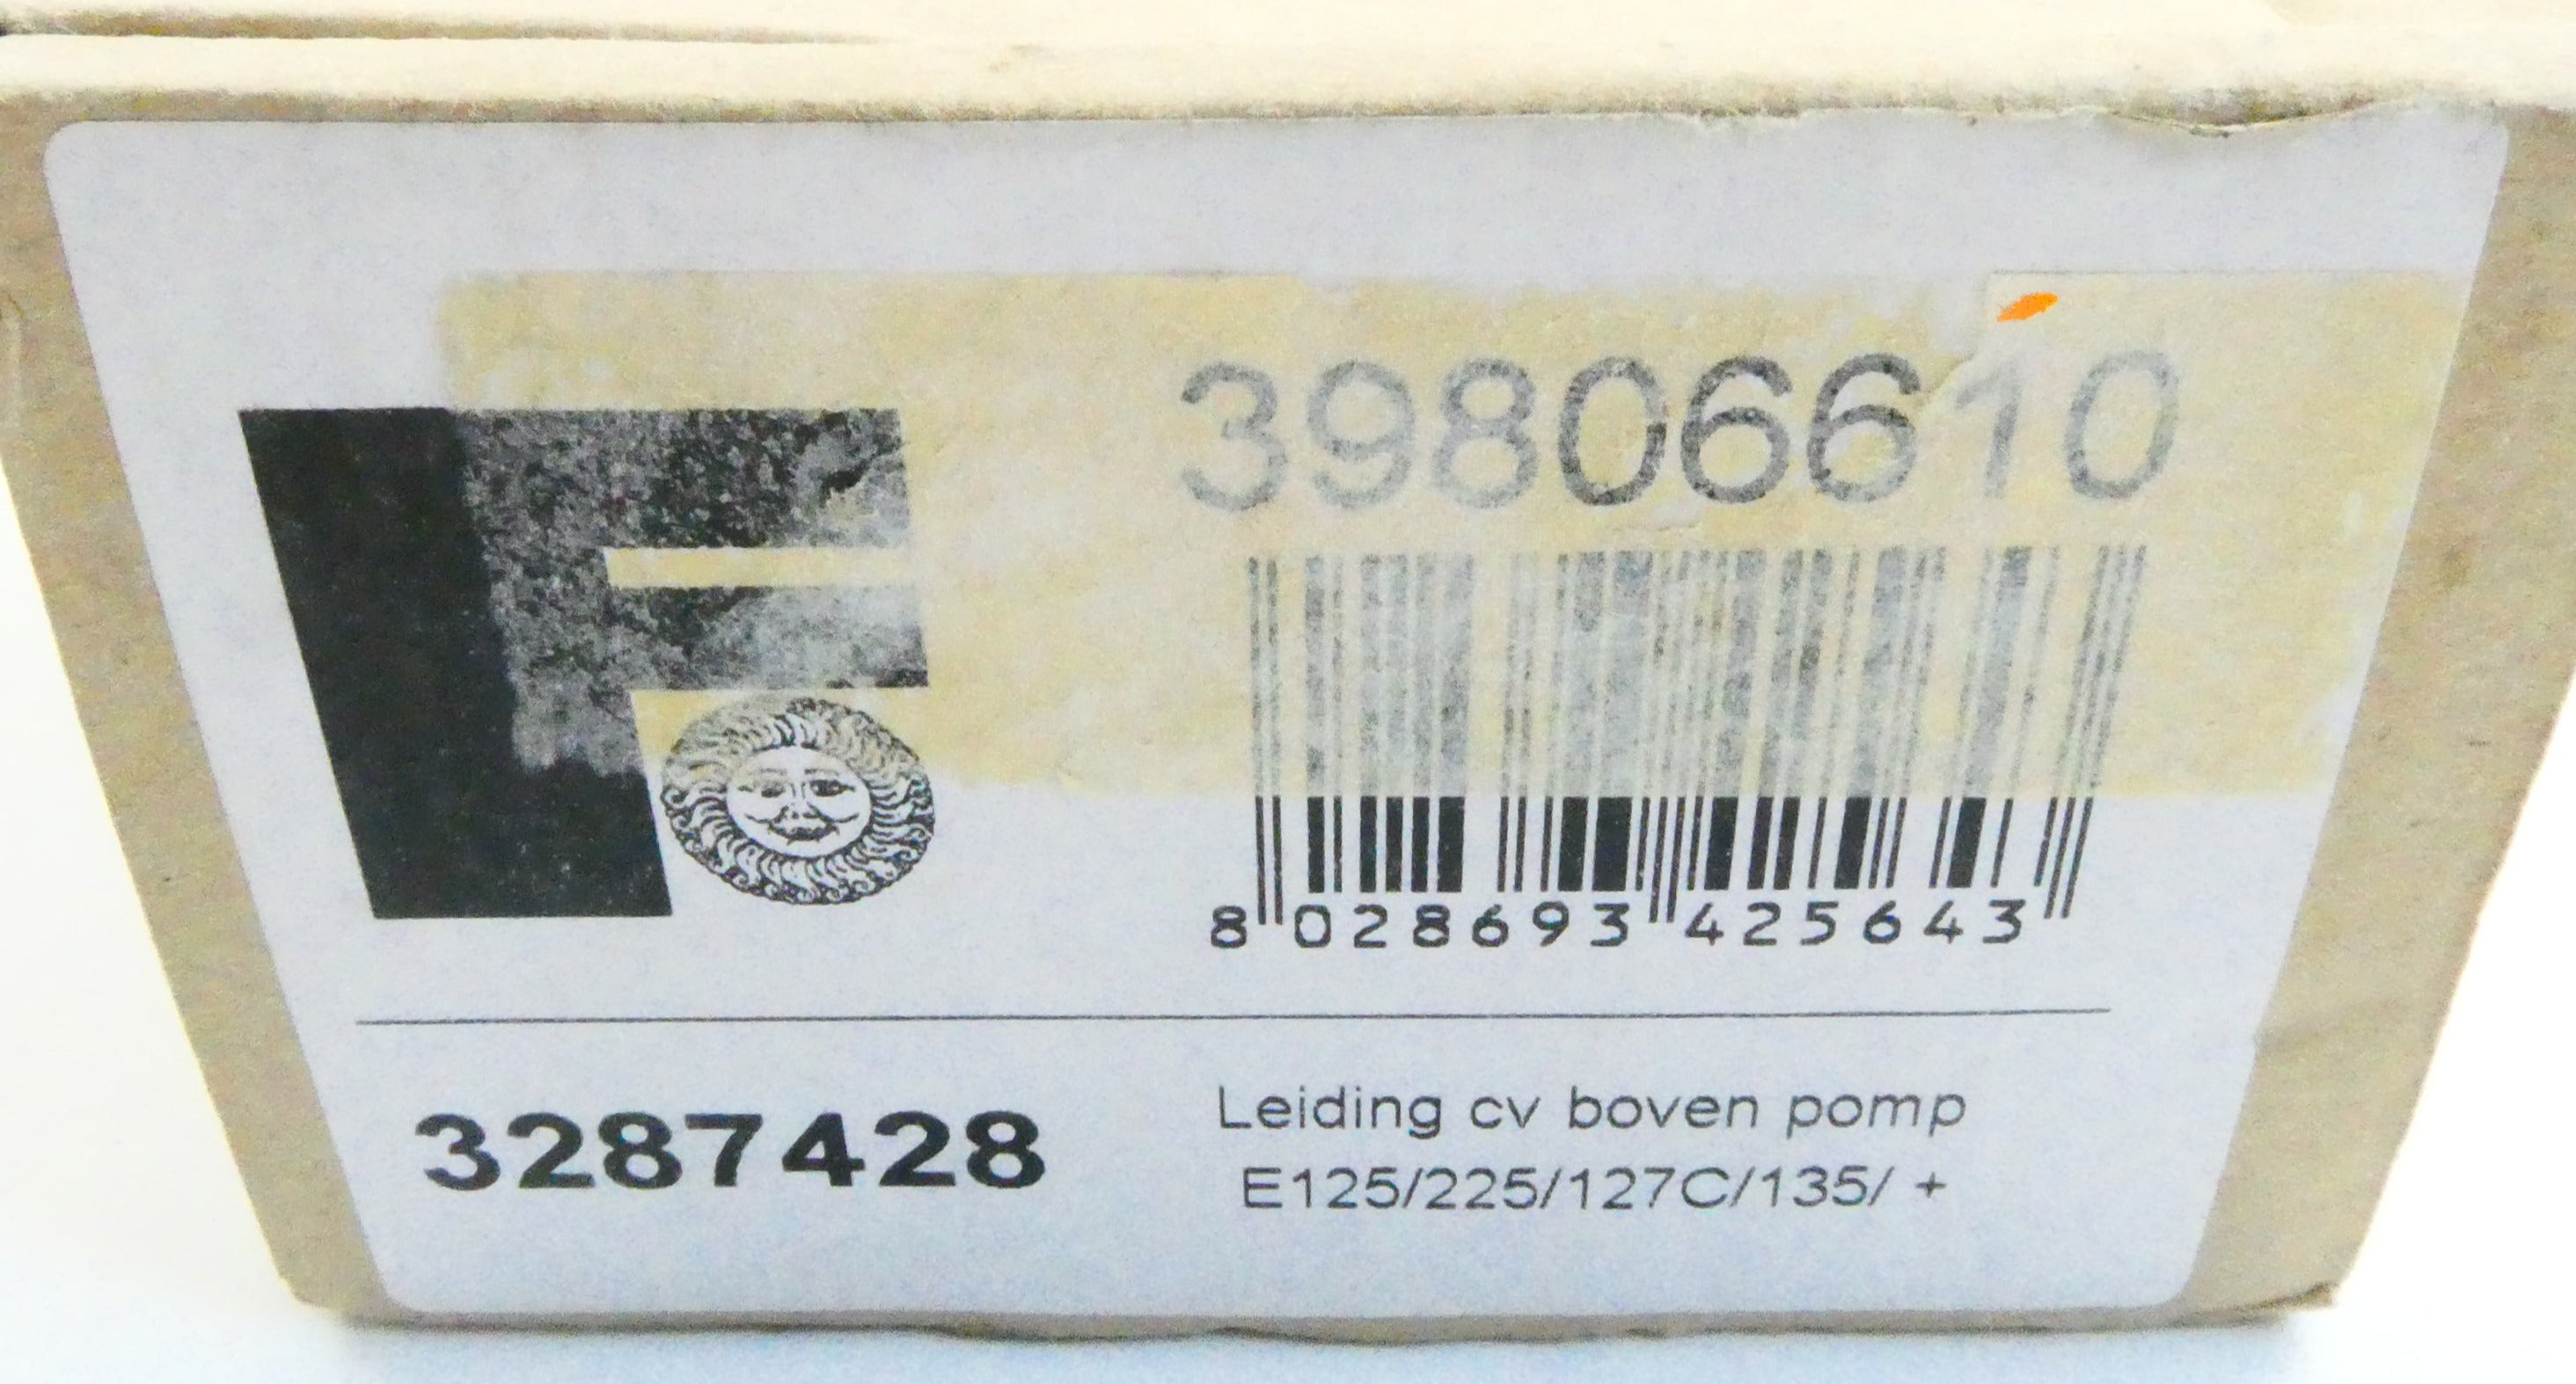 39806610
8 028693 425643
3287428
Leiding cv boven pomp
E125/225/127C/135/ +